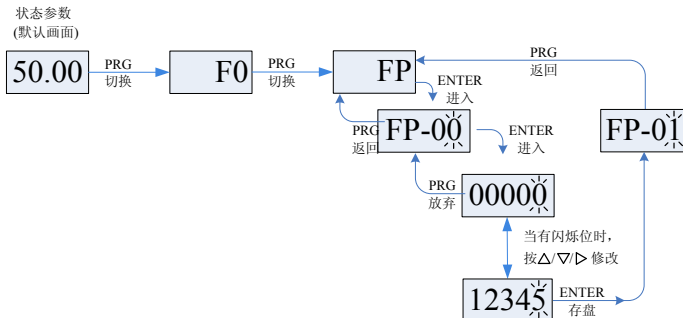 状态参数
(默认画面)
50.00
PRG
切换
F0
PRG
切换
FP
PRG
返回
ENTER
进入
PRG
返回
FP-00
ENTER
进入
FP-01
PRG
放弃
00000
当有闪烁位时，
按△/▽/▷ 修改
12345
ENTER
存盘